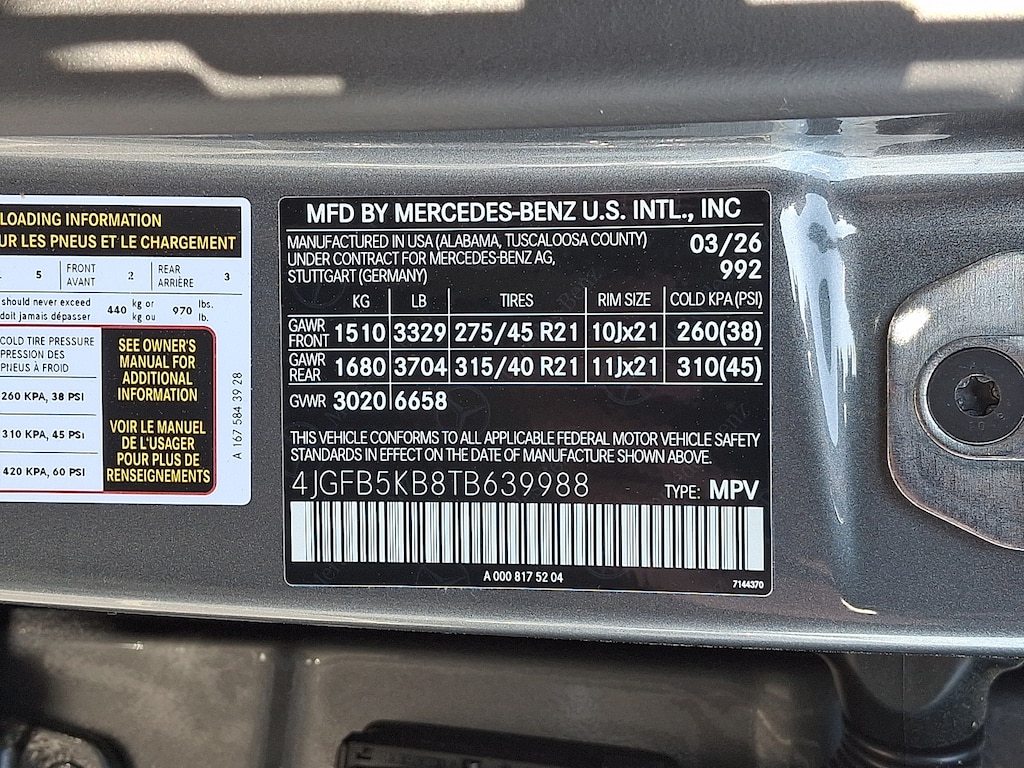 LOADING INFORMATION
UR LES PNEUS ET LE CHARGEMENT
5 FRONT AVANT 2 REAR ARRIÈRE 3
should never exceed
doit jamais dépasser
440 kg or kg ou 970 lbs. lb.
COLD TIRE PRESSURE
PRESSION DES
PNEUS À FROID
260 KPA, 38 PSI
310 KPA, 45 PSI
420 KPA, 60 PSI
SEE OWNER'S
MANUAL FOR
ADDITIONAL
INFORMATION
VOIR LE MANUEL
DE L'USAGER
POUR PLUS DE
RENSEIGNEMENTS
A 167 584 39 28
MFD BY MERCEDES-BENZ U.S. INTL., INC
MANUFACTURED IN USA (ALABAMA, TUSCALOOSA COUNTY)
UNDER CONTRACT FOR MERCEDES-BENZ AG,
STUTTGART (GERMANY)
03/26
992
KG LB TIRES RIM SIZE COLD KPA (PSI)
GAWR FRONT 1510 3329 275/45 R21 10Jx21 260(38)
GAWR REAR 1680 3704 315/40 R21 11Jx21 310(45)
GVWR 3020 6658
THIS VEHICLE CONFORMS TO ALL APPLICABLE FEDERAL MOTOR VEHICLE SAFETY
STANDARDS IN EFFECT ON THE DATE OF MANUFACTURE SHOWN ABOVE.
4JGFB5KB8TB639988 TYPE: MPV
A 000 817 52 04
7144370